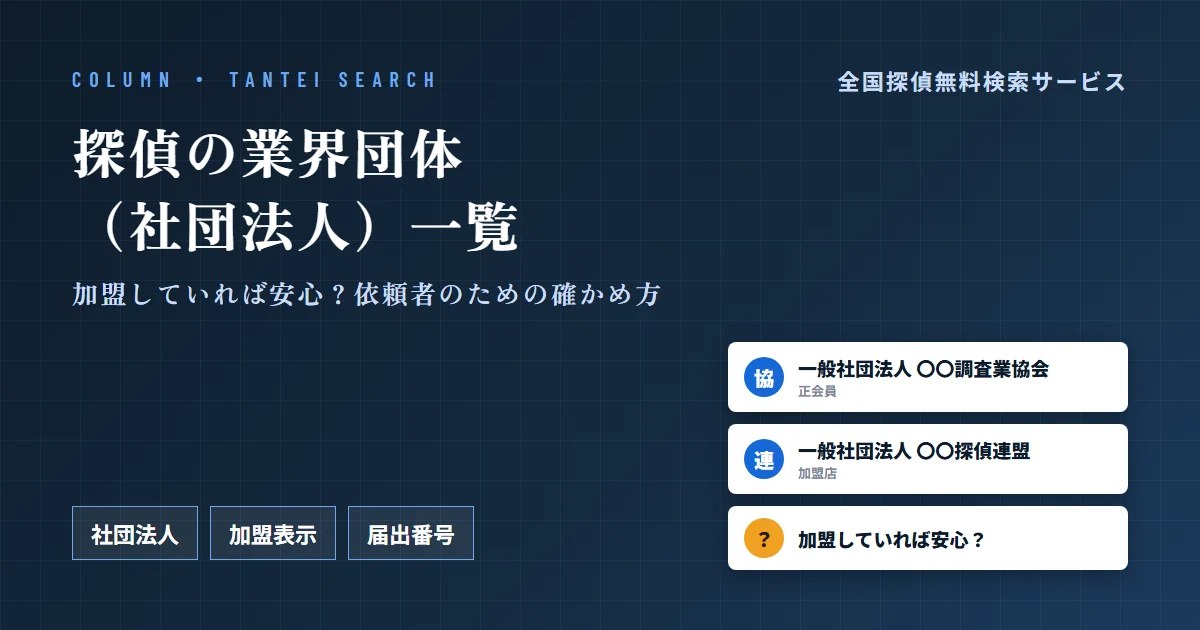 COLUMN ・ TANTEI SEARCH
全国探偵無料検索サービス
探偵の業界団体
（社団法人）一覧
加盟していれば安心？依頼者のための確かめ方
協 一般社団法人 〇〇調査業協会
正会員
連 一般社団法人 〇〇探偵連盟
加盟店
? 加盟していれば安心？
社団法人 加盟表示 届出番号